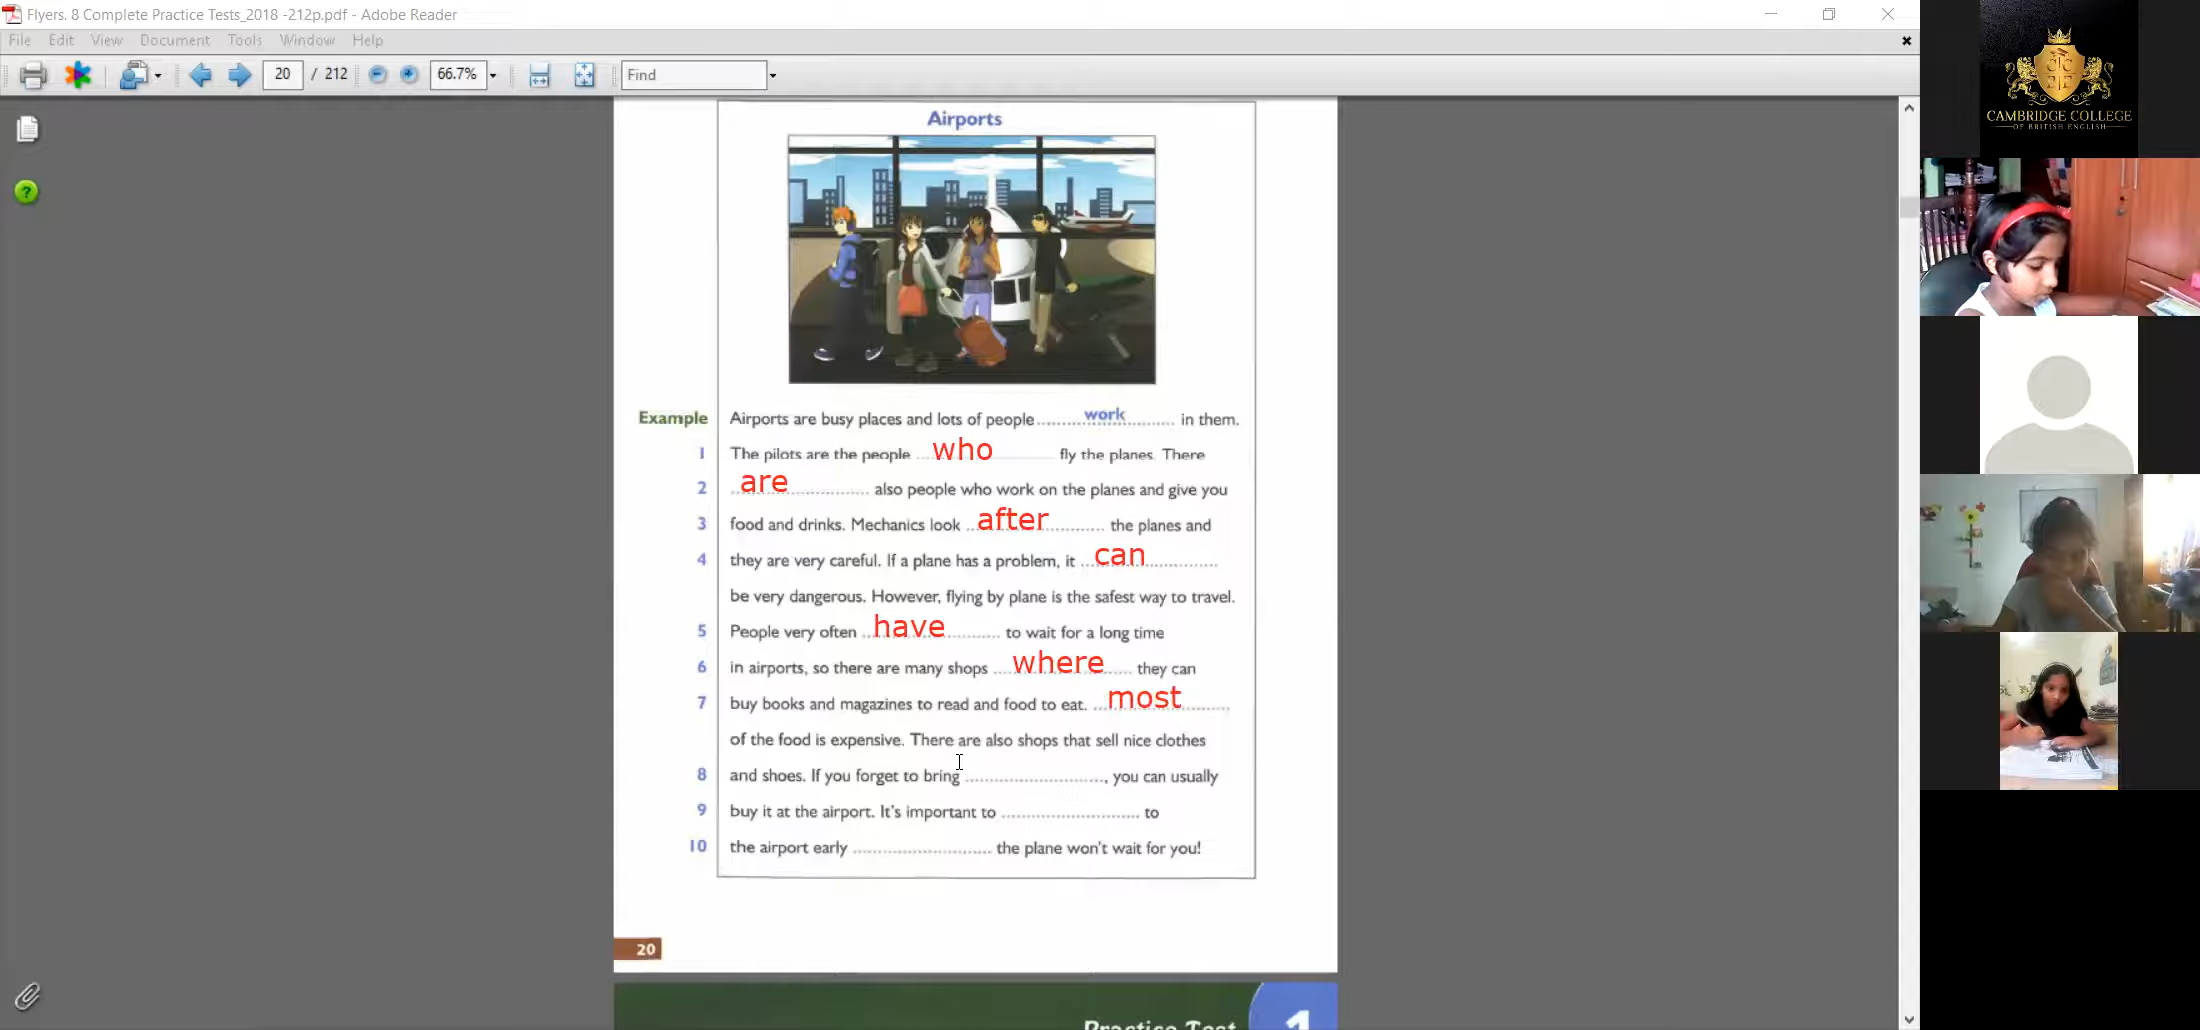 Flyers. 8 Complete Practice Tests_2018 -212p.pdf - Adobe Reader
File Edit View Document Tools Window Help
20 / 212 66.7% Find
Airports
Example Airports are busy places and lots of people work in them.
1 The pilots are the people who fly the planes. There
2 are also people who work on the planes and give you
3 food and drinks. Mechanics look after the planes and
4 they are very careful. If a plane has a problem, it can
be very dangerous. However, flying by plane is the safest way to travel.
5 People very often have to wait for a long time
6 in airports, so there are many shops where they can
7 buy books and magazines to read and food to eat. most
of the food is expensive. There are also shops that sell nice clothes
8 and shoes. If you forget to bring ........................, you can usually
9 buy it at the airport. It's important to ........................ to
10 the airport early ........................ the plane won't wait for you!
20
Practice Test 1
CAMBRIDGE COLLEGE
OF BRITISH ENGLISH